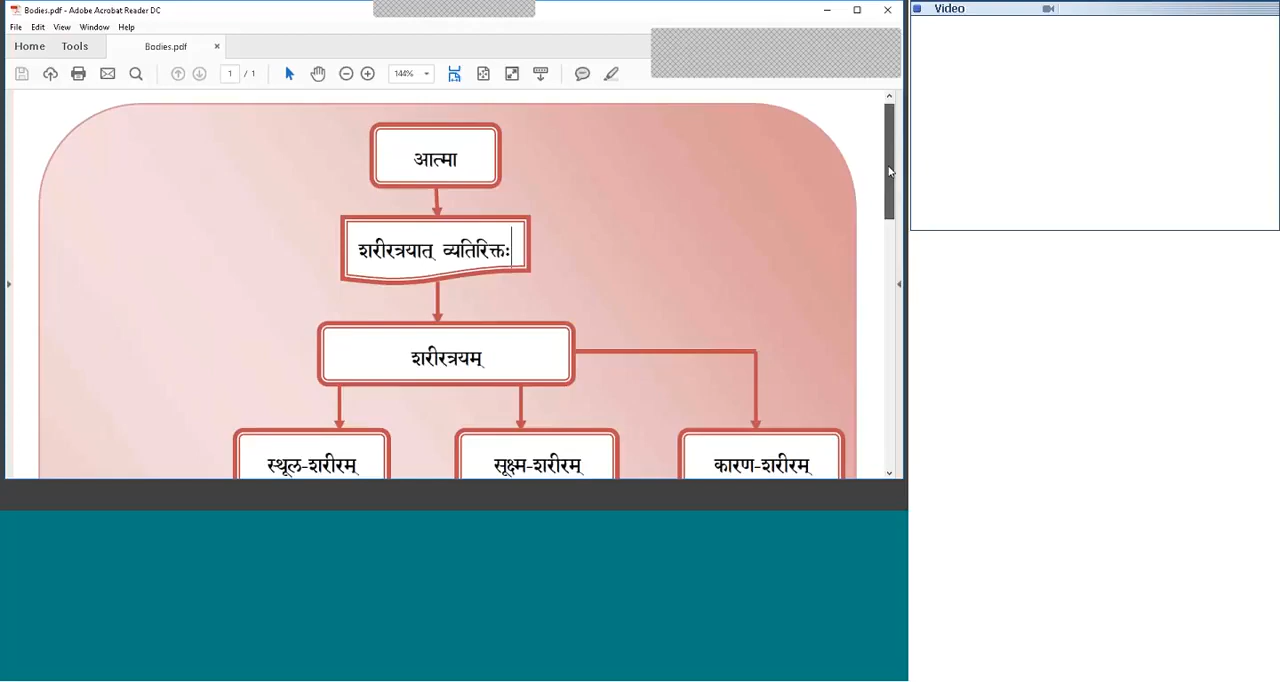 Bodies.pdf - Adobe Acrobat Reader DC
File Edit View Window Help
Home Tools Bodies.pdf ×
1 / 1 144%
Video
आत्मा
शरीरत्रयात् व्यतिरिक्तः
शरीरत्रयम्
स्थूल-शरीरम् सूक्ष्म-शरीरम् कारण-शरीरम्